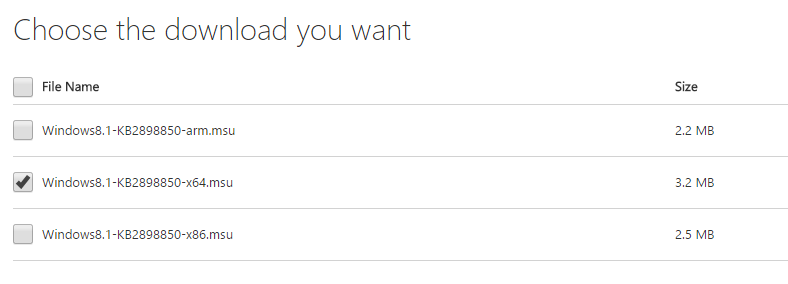 Choose the download you want
File Name Size
Windows8.1-KB2898850-arm.msu 2.2 MB
Windows8.1-KB2898850-x64.msu 3.2 MB
Windows8.1-KB2898850-x86.msu 2.5 MB